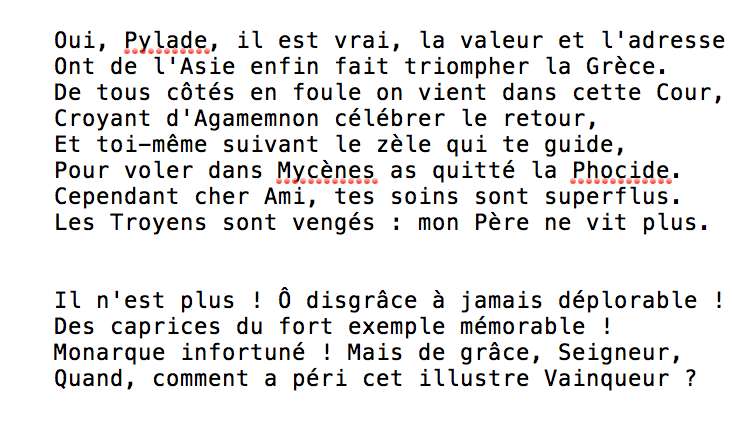 Oui, Pylade, il est vrai, la valeur et l'adresse
Ont de l'Asie enfin fait triompher la Grèce.
De tous côtés en foule on vient dans cette Cour,
Croyant d'Agamemnon célébrer le retour,
Et toi-même suivant le zèle qui te guide,
Pour voler dans Mycènes as quitté la Phocide.
Cependant cher Ami, tes soins sont superflus.
Les Troyens sont vengés : mon Père ne vit plus.

Il n'est plus ! Ô disgrâce à jamais déplorable !
Des caprices du fort exemple mémorable !
Monarque infortuné ! Mais de grâce, Seigneur,
Quand, comment a péri cet illustre Vainqueur ?